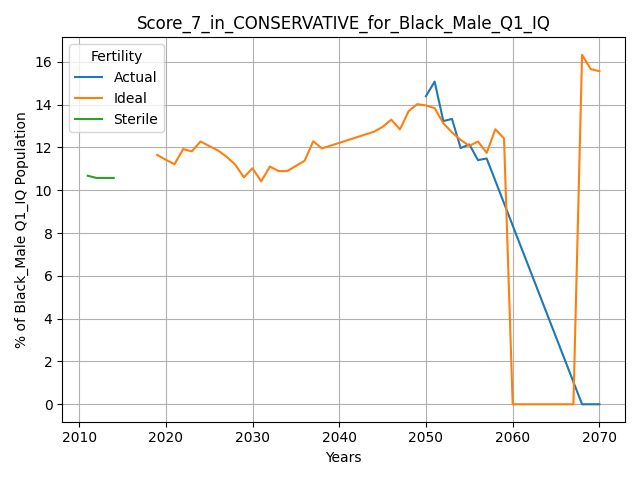 Score_7_in_CONSERVATIVE_for_Black_Male_Q1_IQ
Fertility
Actual
Ideal
Sterile
% of Black_Male Q1_IQ Population
16
14
12
10
8
6
4
2
0
2010
2020
2030
2040
2050
2060
2070
Years